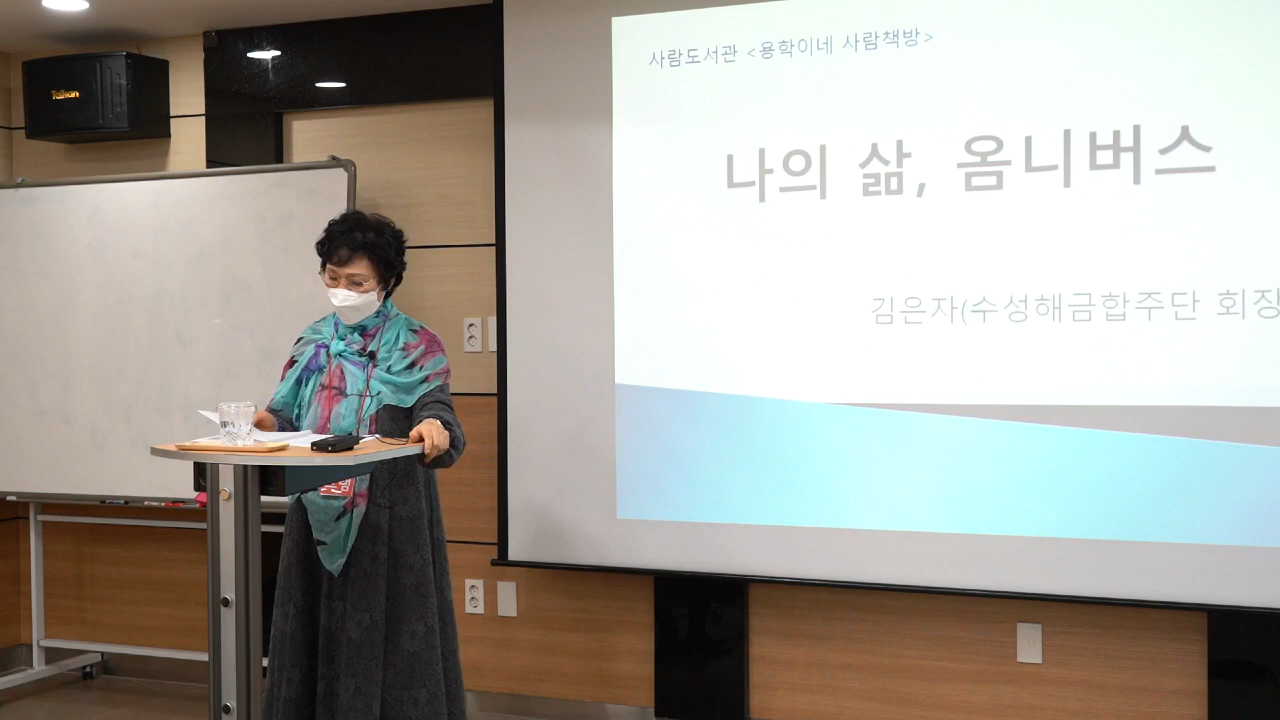 사람도서관 <용학이네 사람책방>
나의 삶, 옴니버스
김은자(수성해금합주단 회장